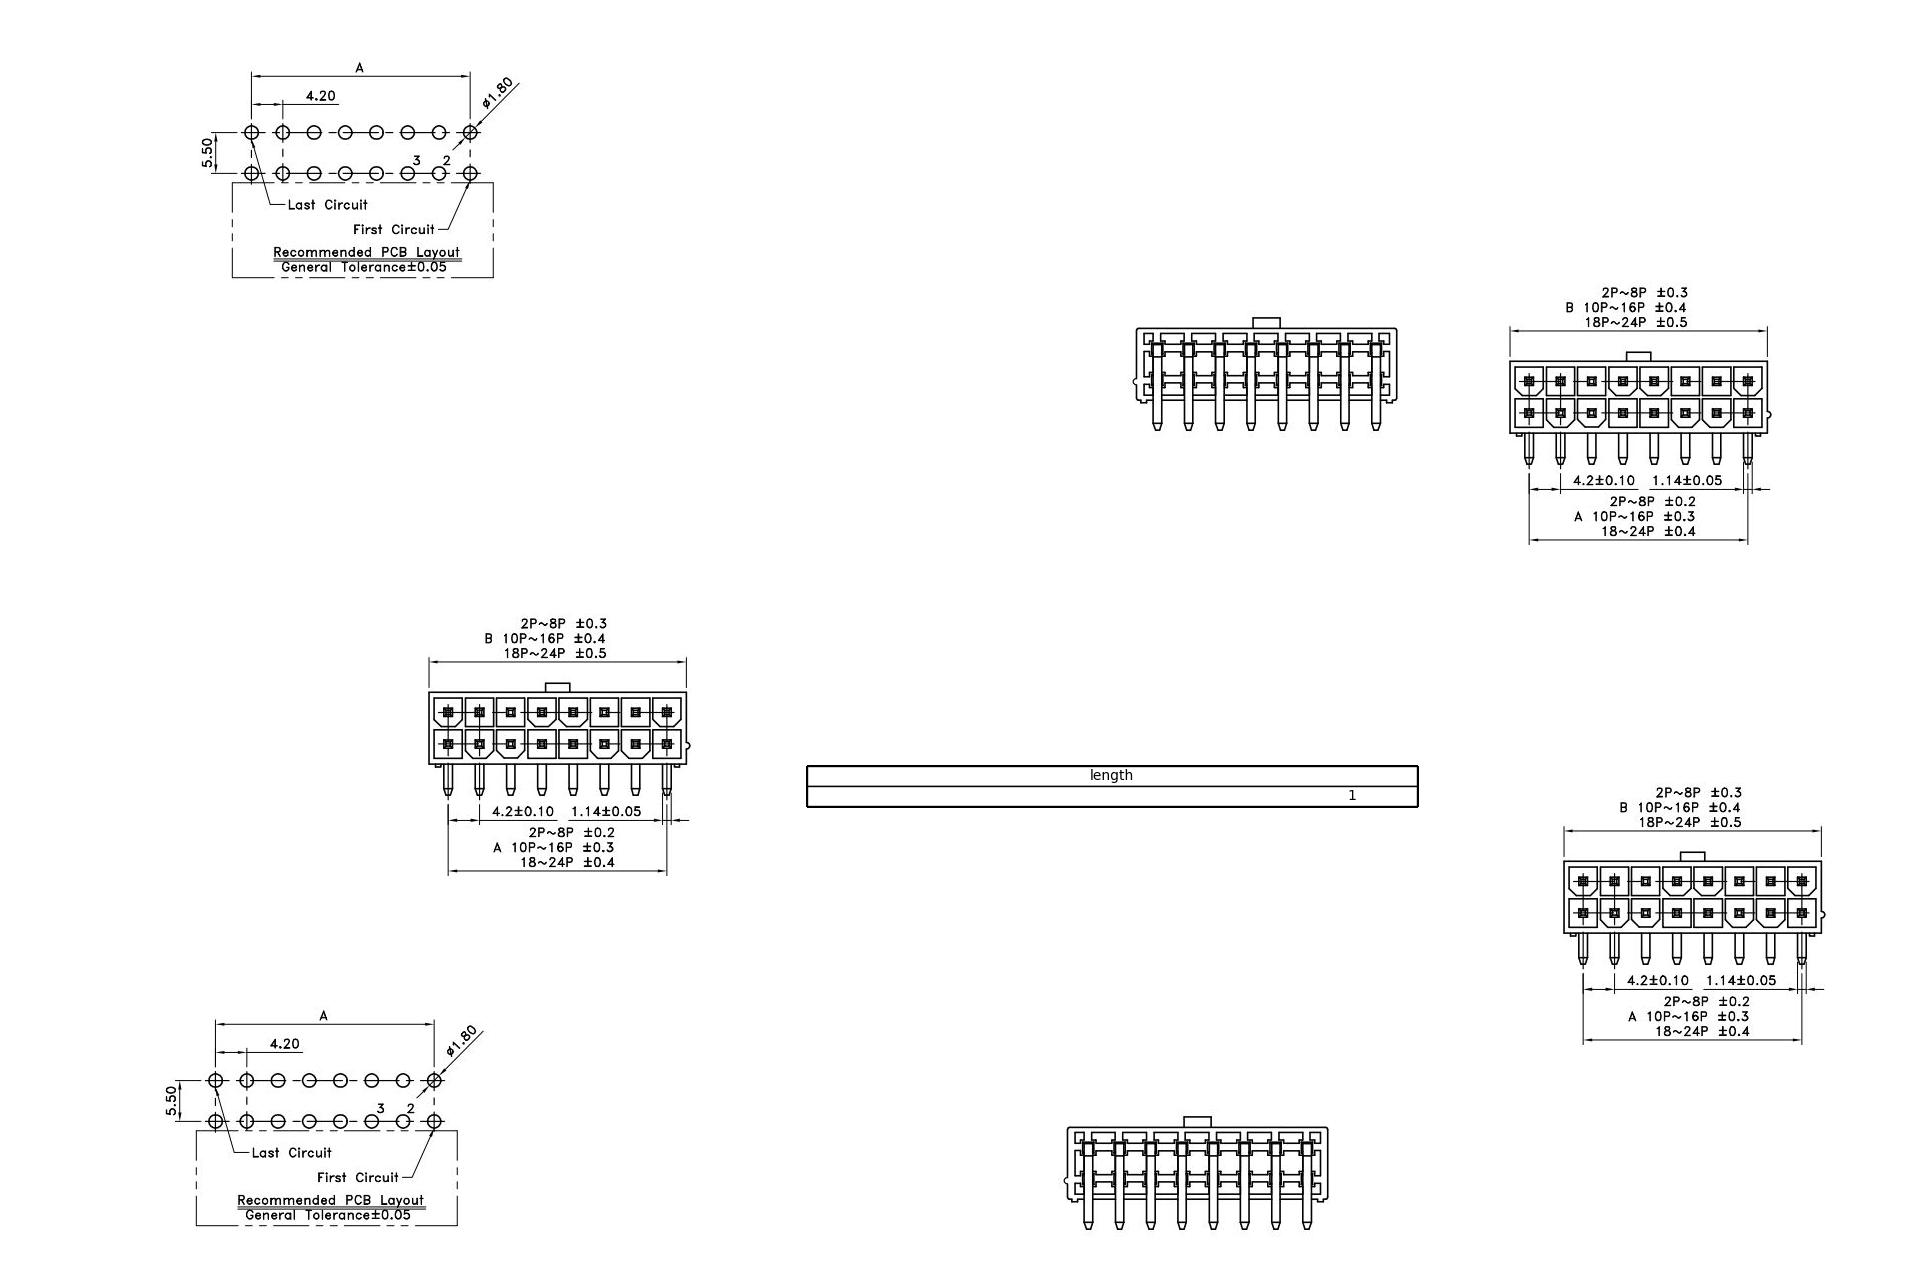 A
4.20
ø1.80
5.50
3 2
Last Circuit
First Circuit
Recommended PCB Layout
General Tolerance±0.05
2P~8P ±0.3
B 10P~16P ±0.4
18P~24P ±0.5
4.2±0.10 1.14±0.05
2P~8P ±0.2
A 10P~16P ±0.3
18~24P ±0.4
2P~8P ±0.3
B 10P~16P ±0.4
18P~24P ±0.5
4.2±0.10 1.14±0.05
2P~8P ±0.2
A 10P~16P ±0.3
18~24P ±0.4
length
1
2P~8P ±0.3
B 10P~16P ±0.4
18P~24P ±0.5
4.2±0.10 1.14±0.05
2P~8P ±0.2
A 10P~16P ±0.3
18~24P ±0.4
A
4.20
ø1.80
5.50
3 2
Last Circuit
First Circuit
Recommended PCB Layout
General Tolerance±0.05